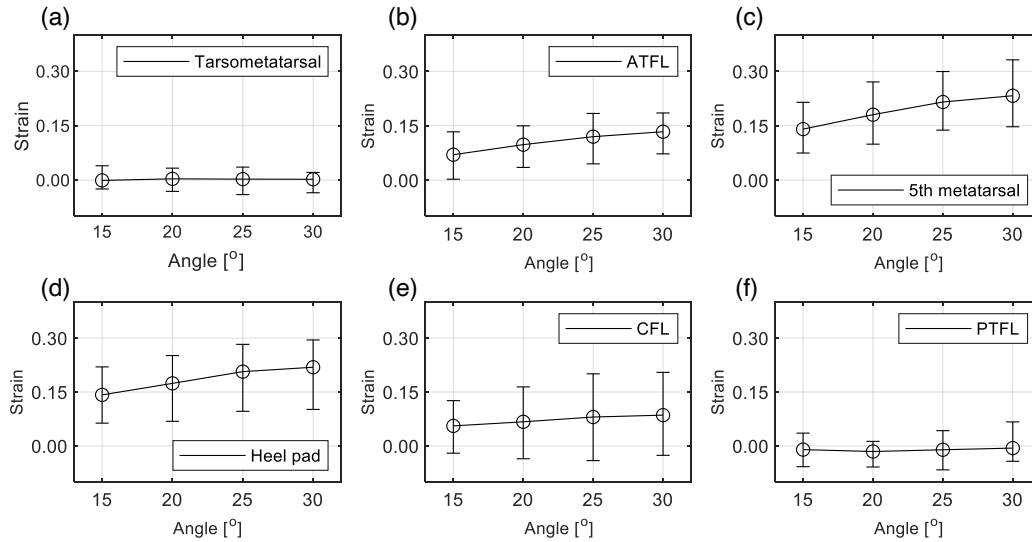 (a)
Tarsometatarsal
0.30
0.15
0.00
Strain
15 20 25 30
Angle [o]
(b)
ATFL
0.30
0.15
0.00
Strain
15 20 25 30
Angle [o]
(c)
0.30
0.15
0.00
Strain
5th metatarsal
15 20 25 30
Angle [o]
(d)
0.30
0.15
0.00
Strain
Heel pad
15 20 25 30
Angle [o]
(e)
CFL
0.30
0.15
0.00
Strain
15 20 25 30
Angle [o]
(f)
PTFL
0.30
0.15
0.00
Strain
15 20 25 30
Angle [o]